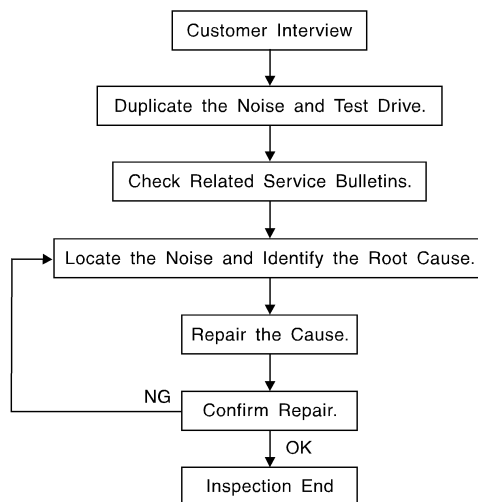 Customer Interview
Duplicate the Noise and Test Drive.
Check Related Service Bulletins.
Locate the Noise and Identify the Root Cause.
Repair the Cause.
NG
Confirm Repair.
OK
Inspection End